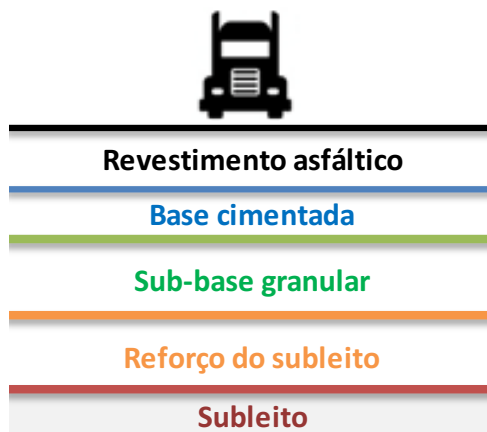 Revestimento asfáltico
Base cimentada
Sub-base granular
Reforço do subleito
Subleito